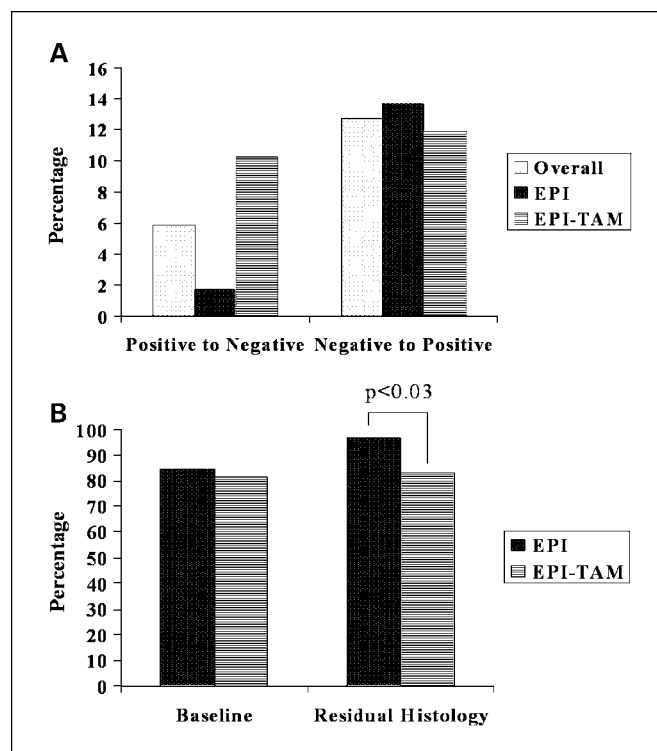 A
16
14
12
10
8
6
4
2
0
Percentage
Positive to Negative
Negative to Positive
Overall
EPI
EPI-TAM
B
p<0.03
100
90
80
70
60
50
40
30
20
10
0
Percentage
Baseline
Residual Histology
EPI
EPI-TAM